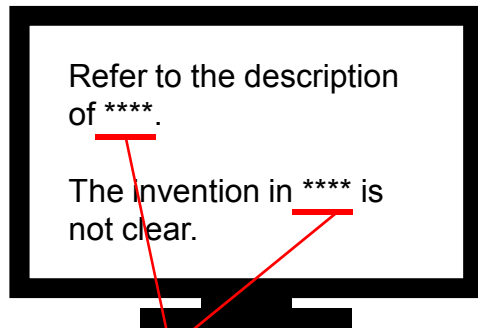 Refer to the description
of ****.
The invention in **** is
not clear.